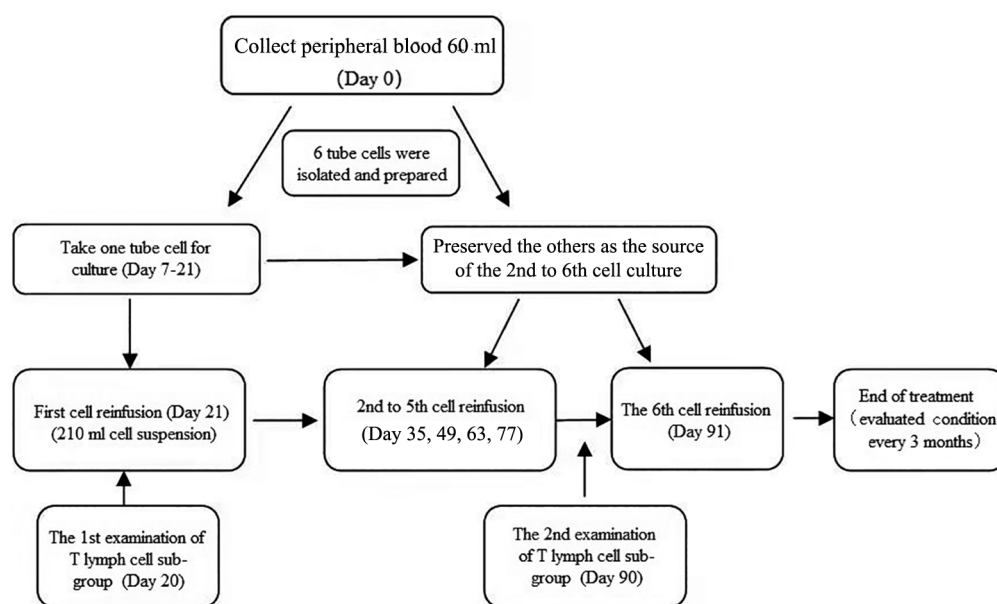 Collect peripheral blood 60 ml
(Day 0)
6 tube cells were
isolated and prepared
Take one tube cell for
culture (Day 7-21)
Preserved the others as the source
of the 2nd to 6th cell culture
First cell reinfusion (Day 21)
(210 ml cell suspension)
2nd to 5th cell reinfusion
(Day 35, 49, 63, 77)
The 6th cell reinfusion
(Day 91)
End of treatment
(evaluated condition
every 3 months)
The 1st examination of
T lymph cell sub-
group (Day 20)
The 2nd examination
of T lymph cell sub-
group (Day 90)